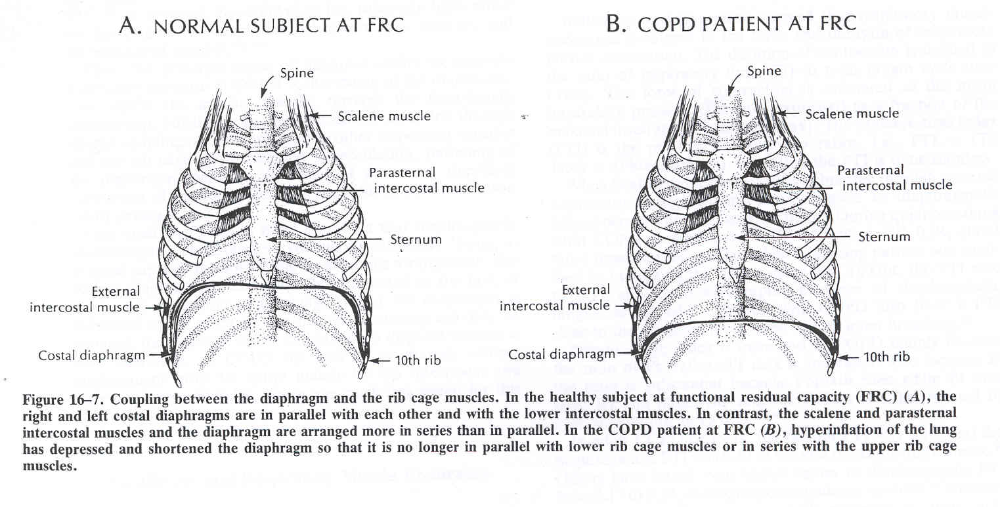 A. NORMAL SUBJECT AT FRC
Spine
Scalene muscle
Parasternal
intercostal muscle
Sternum
External
intercostal muscle
Costal diaphragm
10th rib
B. COPD PATIENT AT FRC
Spine
Scalene muscle
Parasternal
intercostal muscle
Sternum
External
intercostal muscle
Costal diaphragm
10th rib
Figure 16–7. Coupling between the diaphragm and the rib cage muscles. In the healthy subject at functional residual capacity (FRC) (A), the
right and left costal diaphragms are in parallel with each other and with the lower intercostal muscles. In contrast, the scalene and parasternal
intercostal muscles and the diaphragm are arranged more in series than in parallel. In the COPD patient at FRC (B), hyperinflation of the lung
has depressed and shortened the diaphragm so that it is no longer in parallel with lower rib cage muscles or in series with the upper rib cage
muscles.